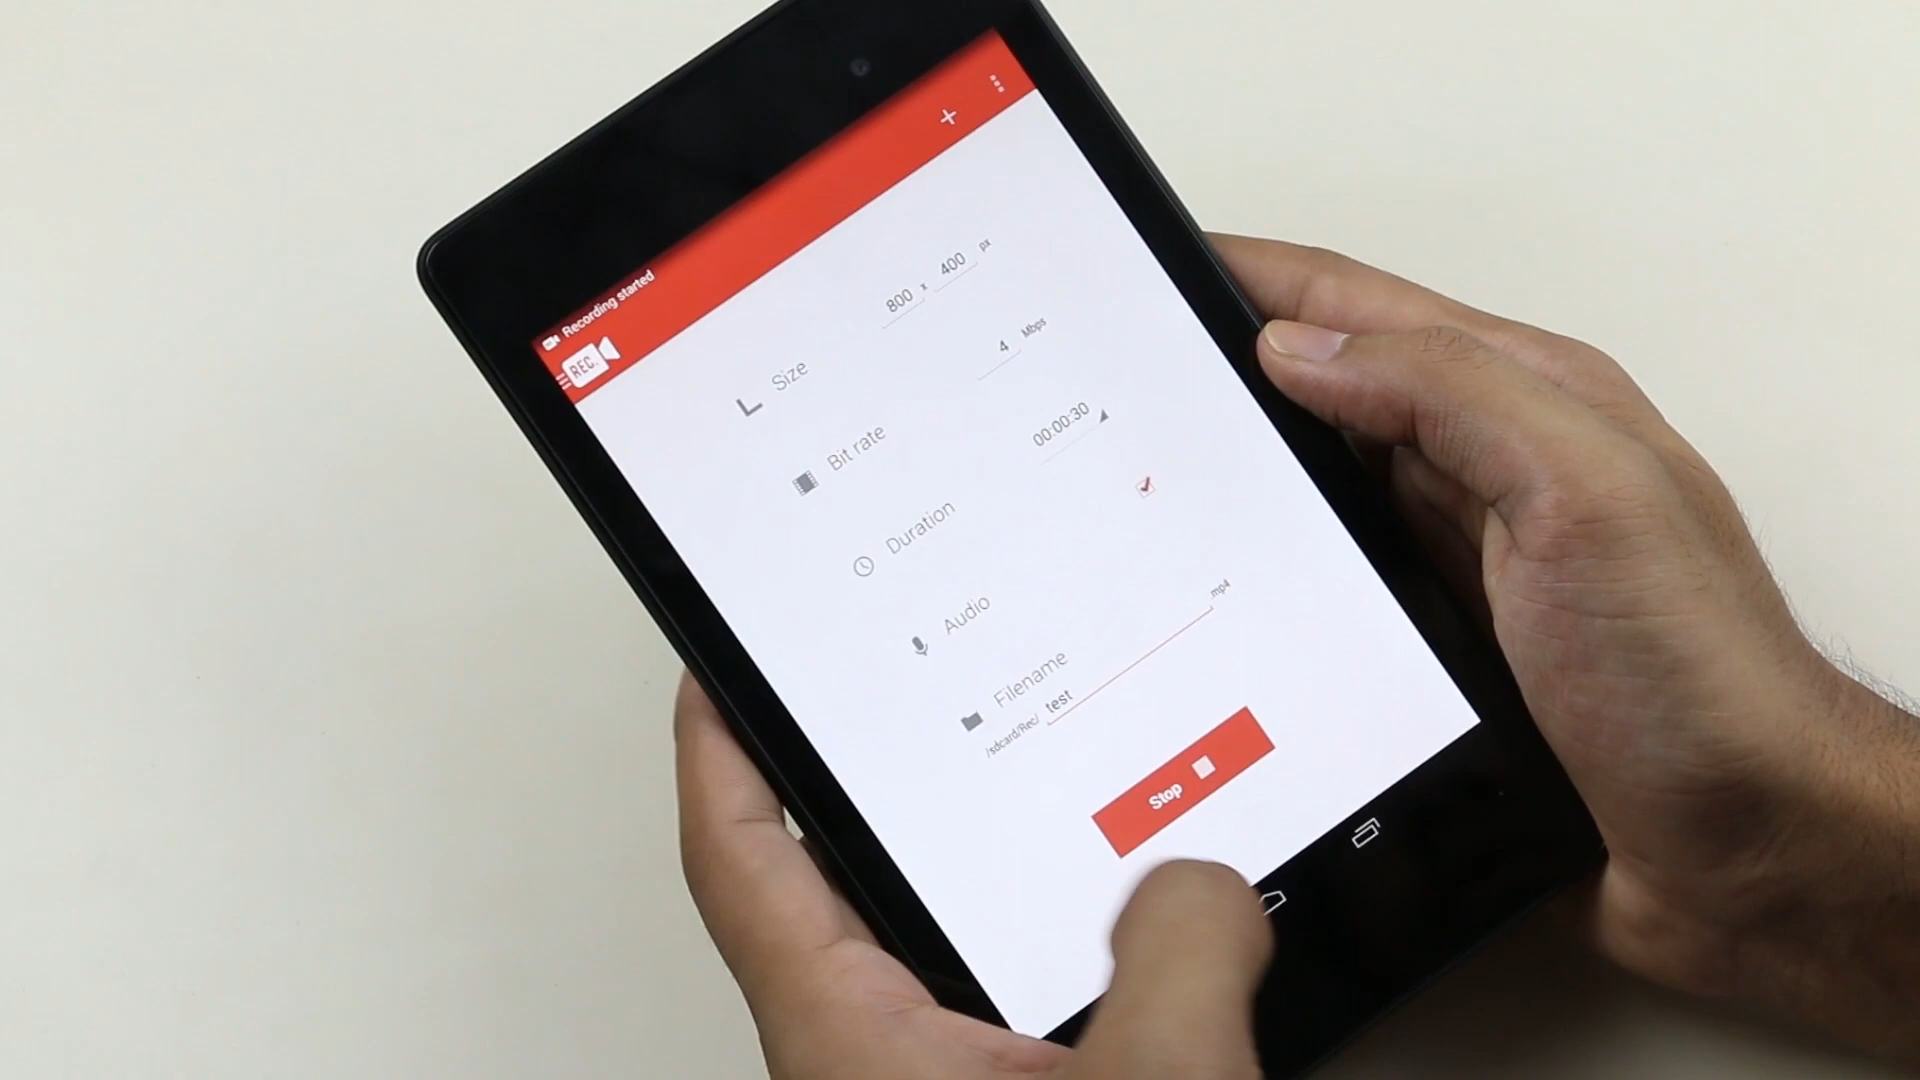 Recording started
REC.
Size
800 x 400 px
Bit rate
4 Mbps
Duration
00:00:30
Audio
Filename
/sdcard/Rec/ test .mp4
Stop